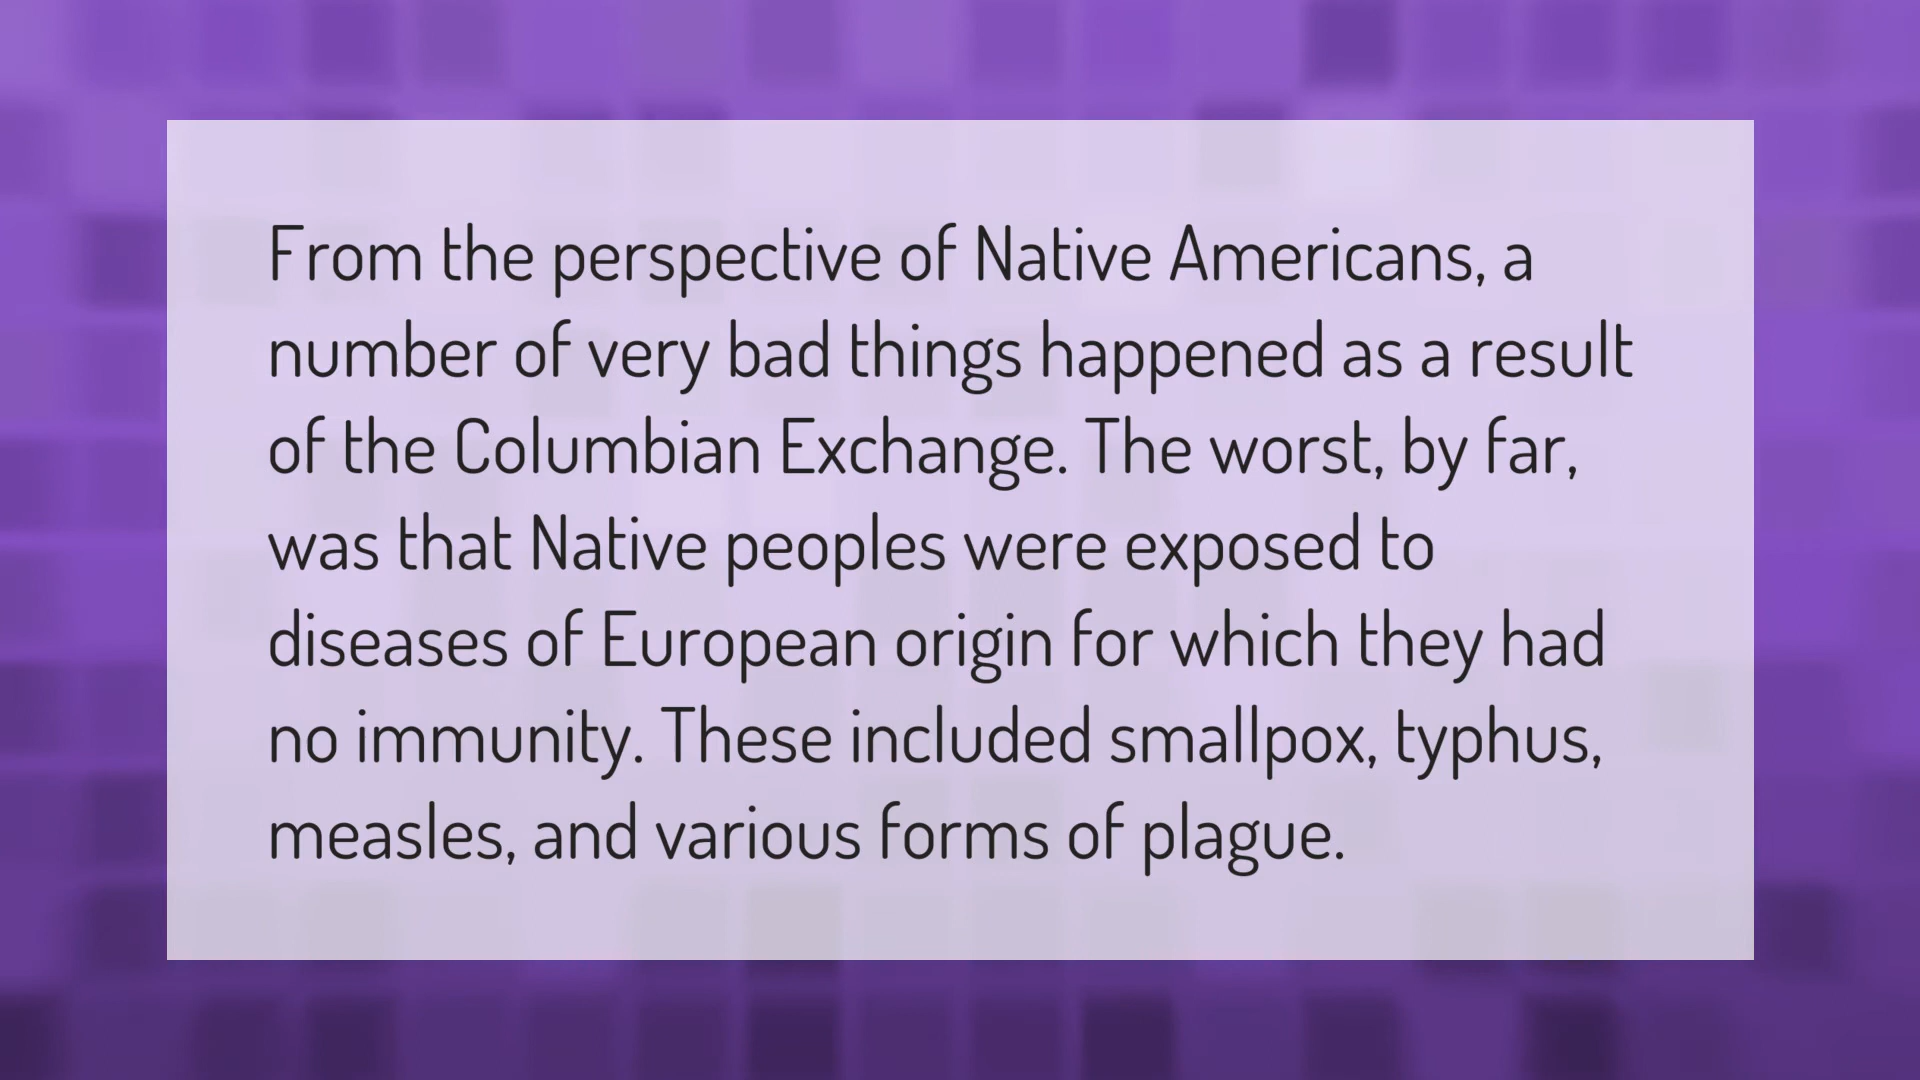 From the perspective of Native Americans, a
number of very bad things happened as a result
of the Columbian Exchange. The worst, by far,
was that Native peoples were exposed to
diseases of European origin for which they had
no immunity. These included smallpox, typhus,
measles, and various forms of plague.